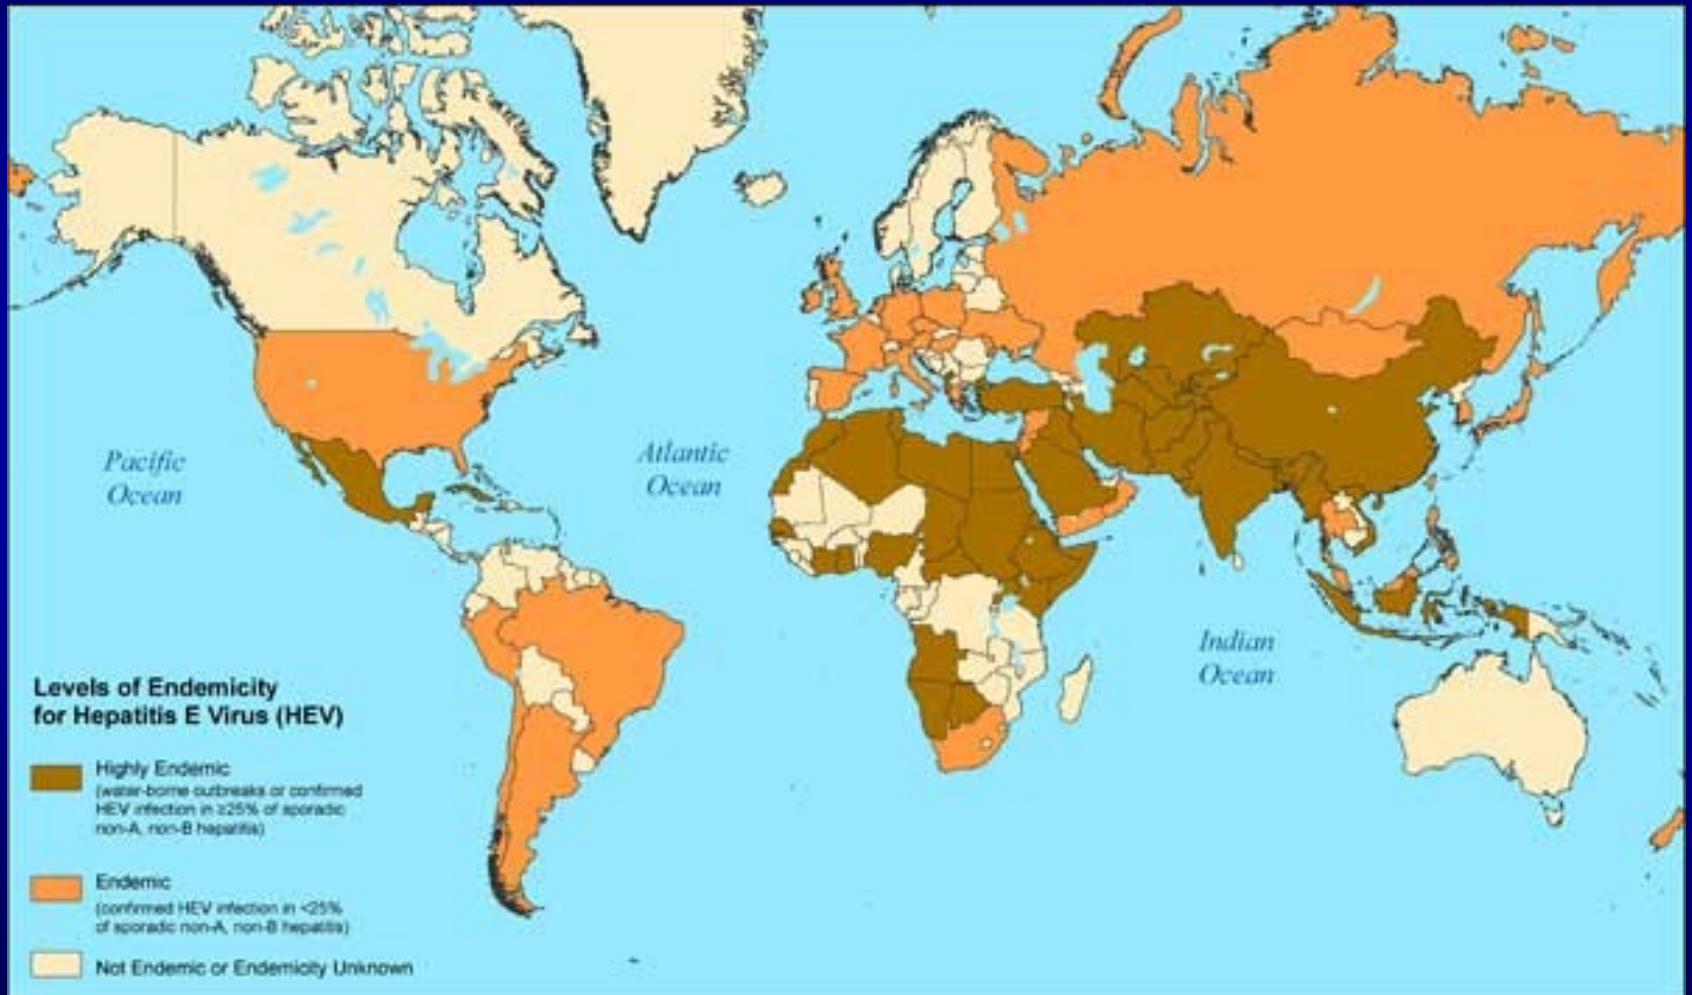 Pacific
Ocean
Atlantic
Ocean
Indian
Ocean
Levels of Endemicity
for Hepatitis E Virus (HEV)
Highly Endemic
(water-borne outbreaks or confirmed
HEV infection in ≥25% of sporadic
non-A, non-B hepatitis)
Endemic
(confirmed HEV infection in <25%
of sporadic non-A, non-B hepatitis)
Not Endemic or Endemicity Unknown